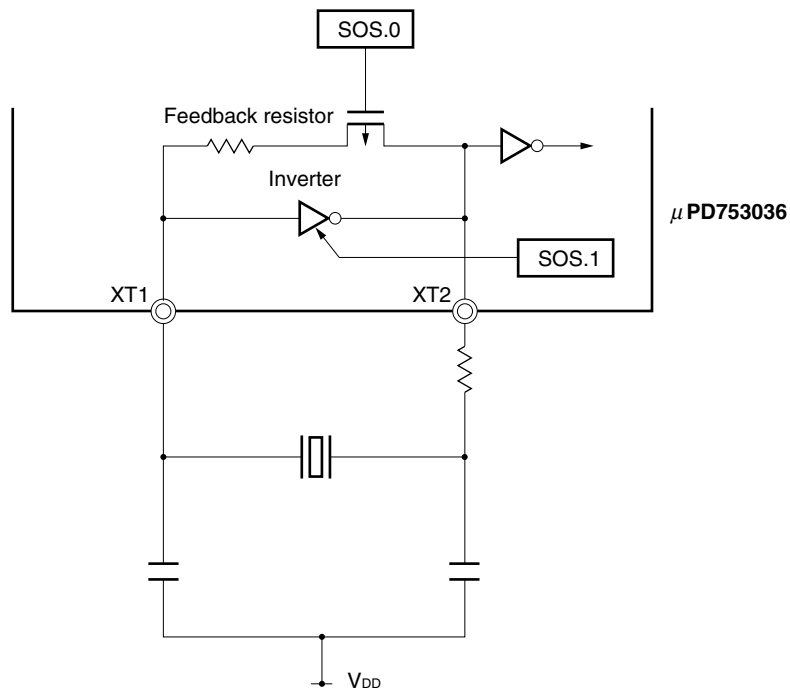 SOS.0
Feedback resistor
Inverter
μPD753036
SOS.1
XT1
XT2
VDD